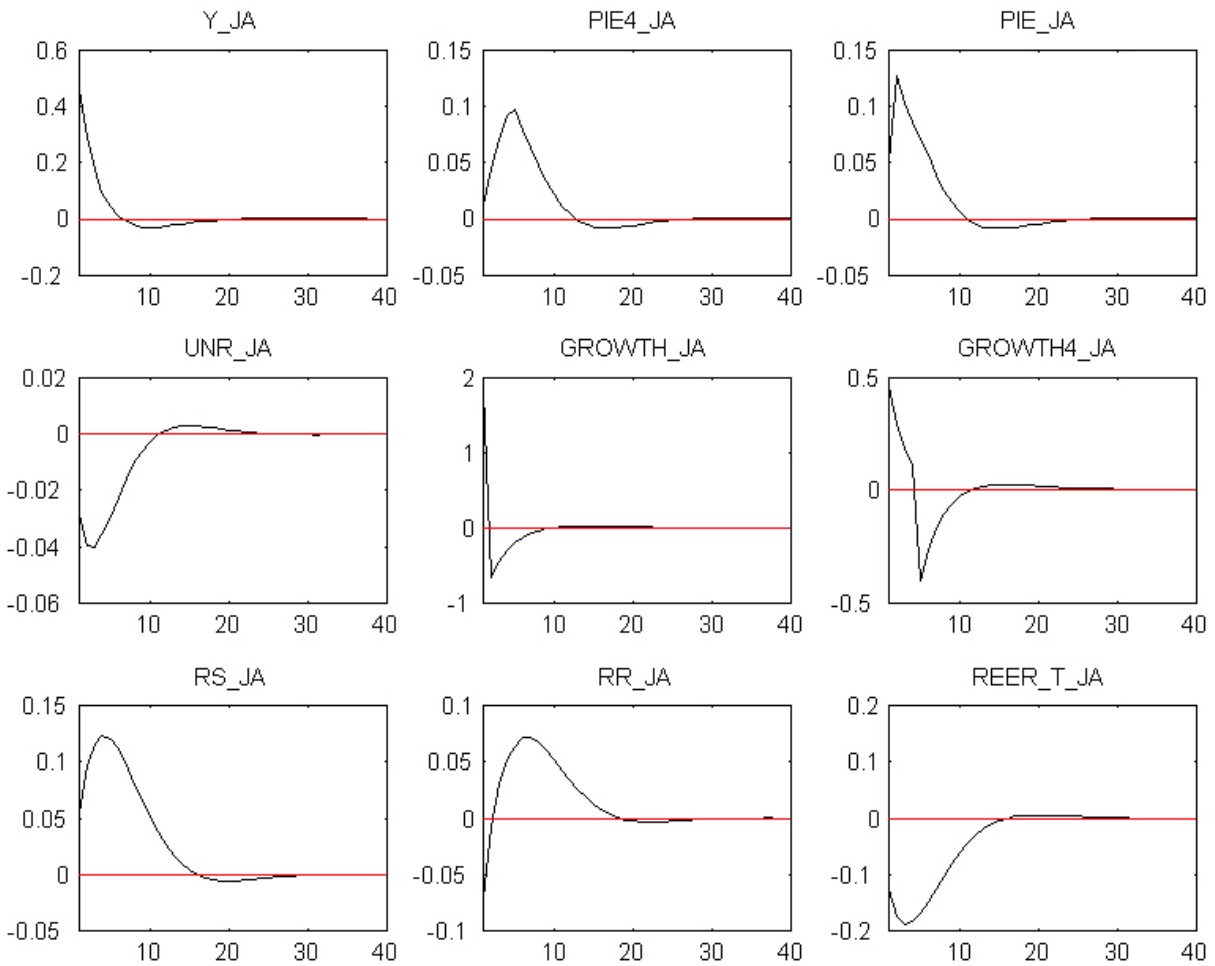 Y_JA PIE4_JA PIE_JA
0.6 0.15 0.15
0.4 0.1 0.1
0.2 0.05 0.05
0 0 0
-0.2 -0.05 -0.05
10 20 30 40 10 20 30 40 10 20 30 40
UNR_JA GROWTH_JA GROWTH4_JA
0.02 2 0.5
0 1 0
-0.02 0 -0.5
-0.04 -1
-0.06
10 20 30 40 10 20 30 40 10 20 30 40
RS_JA RR_JA REER_T_JA
0.15 0.1 0.2
0.1 0.05 0.1
0.05 0 0
0 -0.05 -0.1
-0.05 -0.1 -0.2
10 20 30 40 10 20 30 40 10 20 30 40